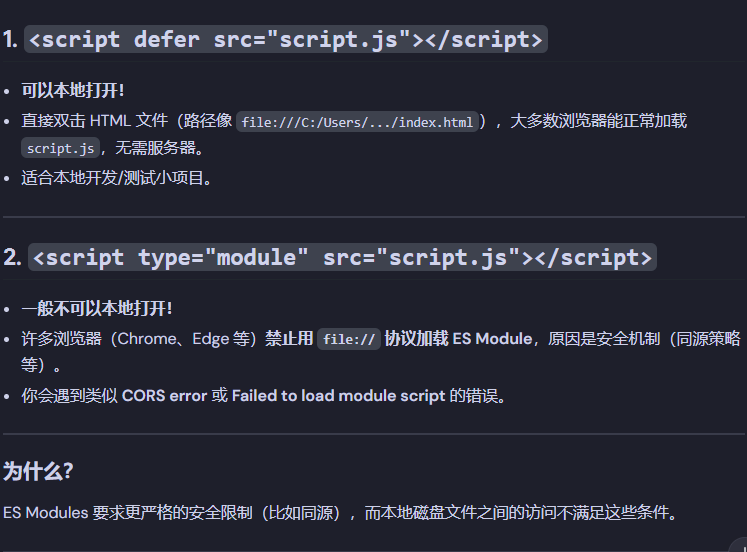 1. <script defer src="script.js"></script>
• 可以本地打开!
• 直接双击 HTML 文件（路径像 file:///C:/Users/.../index.html），大多数浏览器能正常加载
script.js，无需服务器。
• 适合本地开发/测试小项目。
2. <script type="module" src="script.js"></script>
• 一般不可以本地打开!
• 许多浏览器（Chrome、Edge 等）禁止用 file:// 协议加载 ES Module，原因是安全机制（同源策略
等）。
• 你会遇到类似 CORS error 或 Failed to load module script 的错误。
为什么?
ES Modules 要求更严格的安全限制（比如同源），而本地磁盘文件之间的访问不满足这些条件。